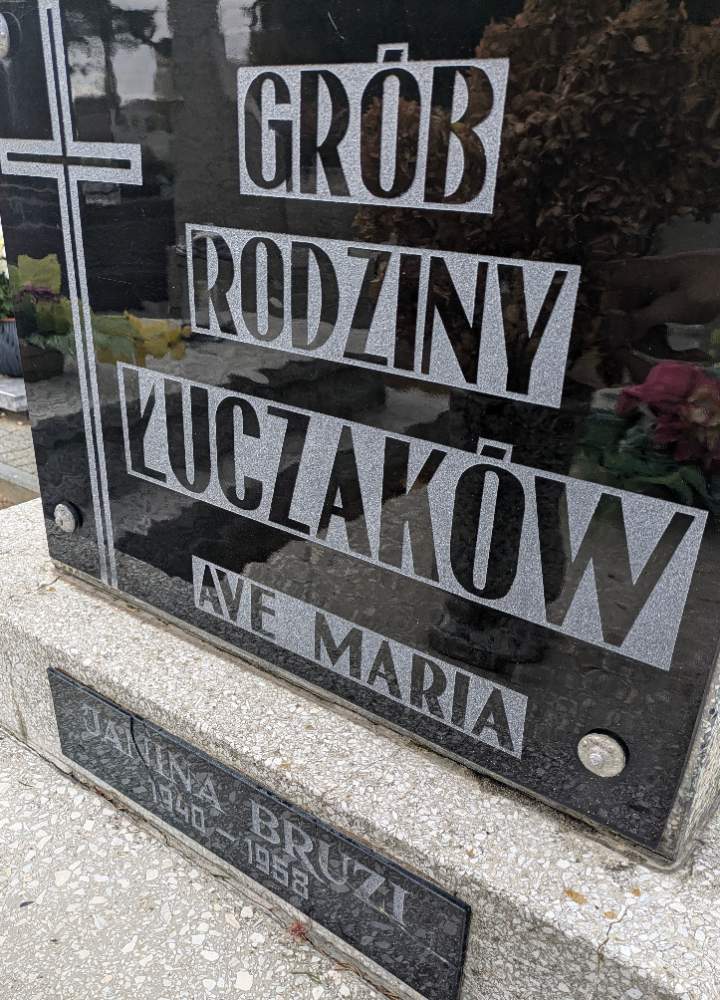 GRÓB
RODZINY
ŁUCZAKÓW
AVE MARIA
JANINA BRUZI
1940-1958